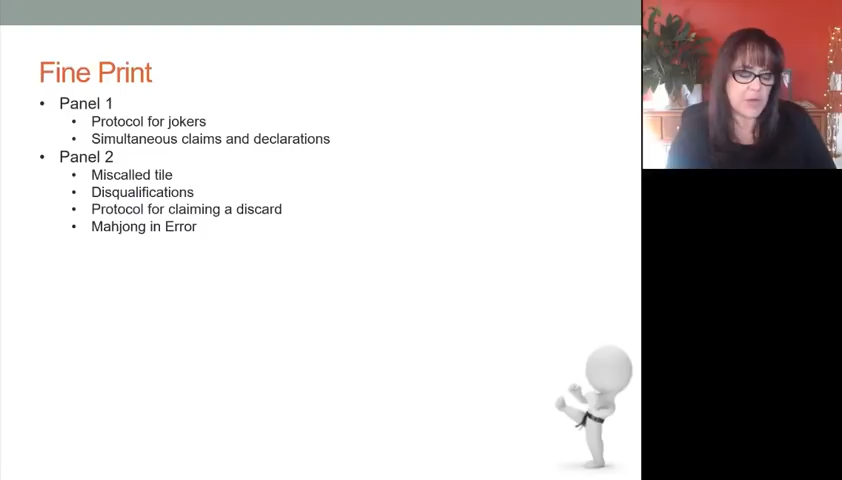 Fine Print
• Panel 1
• Protocol for jokers
• Simultaneous claims and declarations
• Panel 2
• Miscalled tile
• Disqualifications
• Protocol for claiming a discard
• Mahjong in Error